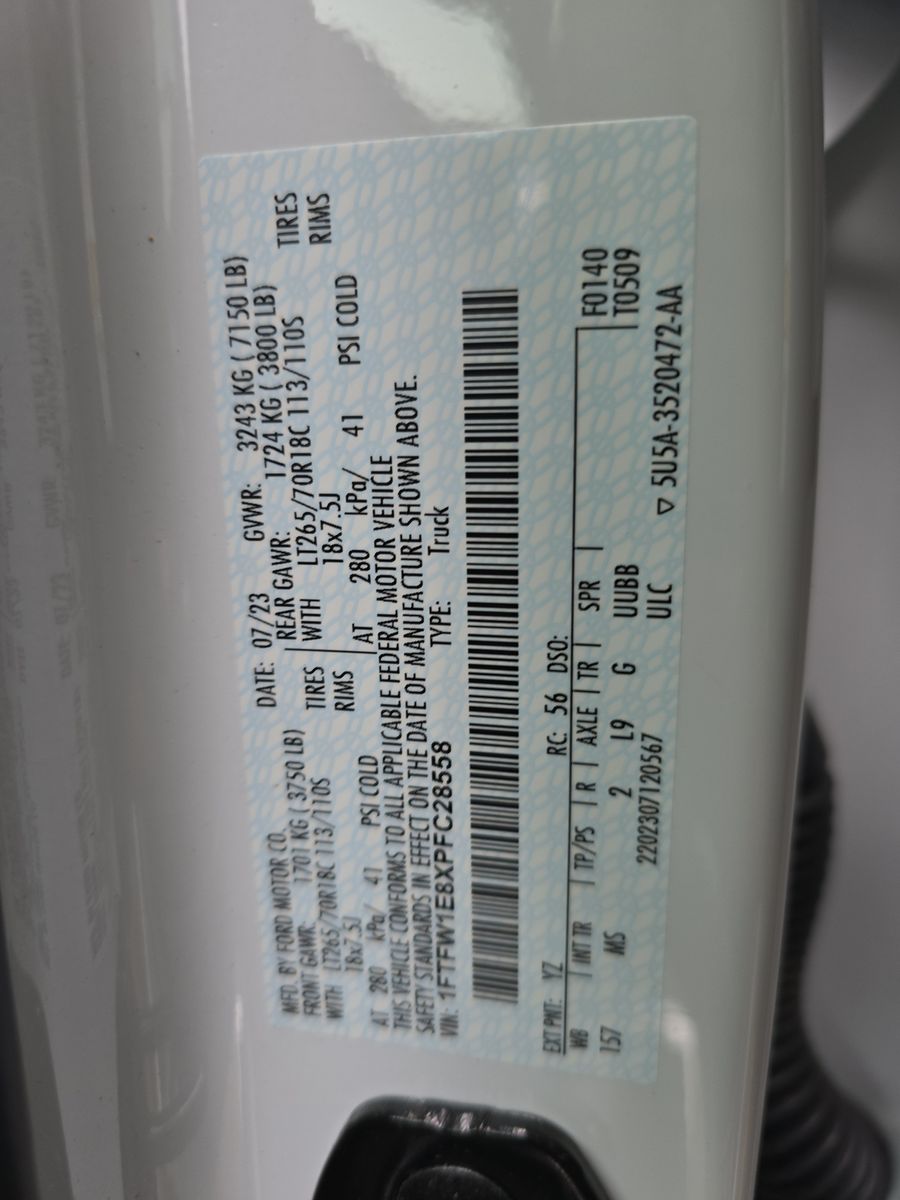 MFD. BY FORD MOTOR CO. DATE: 07/23 GVWR: 3243 KG ( 7150 LB)
FRONT GAWR: 1701 KG ( 3750 LB) REAR GAWR: 1724 KG ( 3800 LB)
WITH LT265/70R18C 113/110S TIRES WITH LT265/70R18C 113/110S TIRES
18x7.5J RIMS 18x7.5J RIMS
AT 280 kPa/ 41 PSI COLD AT 280 kPa/ 41 PSI COLD
THIS VEHICLE CONFORMS TO ALL APPLICABLE FEDERAL MOTOR VEHICLE
SAFETY STANDARDS IN EFFECT ON THE DATE OF MANUFACTURE SHOWN ABOVE.
VIN: 1FTFW1E8XPFC28558 TYPE: Truck
EXT PNT: YZ RC: 56 DSO:
WB INT TR TP/PS R AXLE TR SPR F0140
157 MS 2 L9 G UUBB T0509
2202307120567 ULC
▽ 5U5A-3520472-AA